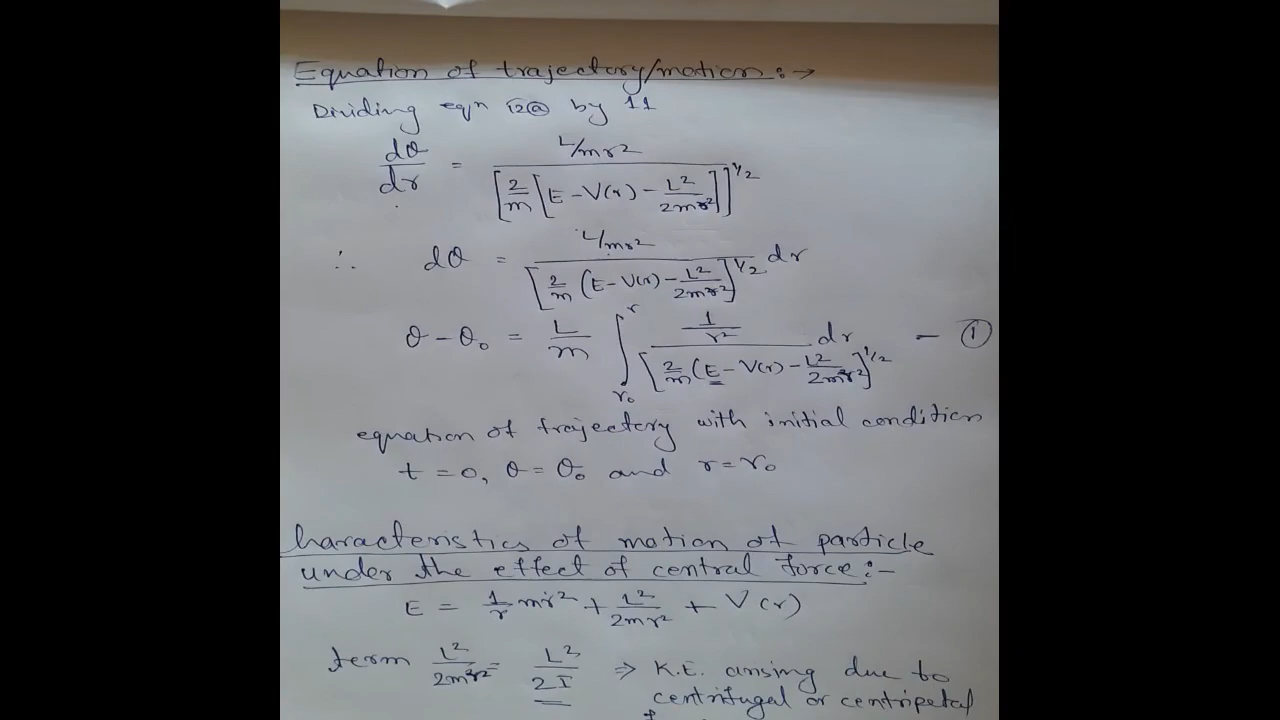 Equation of trajectory/motion :→
Dividing eqn 12(a) by 11
dθ/dr = (L/mr²) / [2/m [E - V(r) - L²/2mr²]]^1/2
∴ dθ = (L/mr²) / [2/m (E - V(r) - L²/2mr²]^1/2 dr
θ - θ₀ = L/m ∫_{r₀}^{r} (1/r²) / [2/m (E - V(r) - L²/2mr²]^1/2 dr — ①
equation of trajectory with initial condition
t = 0, θ = θ₀ and r = r₀
haracteristics of motion of particle
under the effect of central force :-
E = 1/r mṙ² + L²/2mr² + V(r)
term L²/2mr² = L²/2I ⇒ K.E. arising due to
centrifugal or centripetal